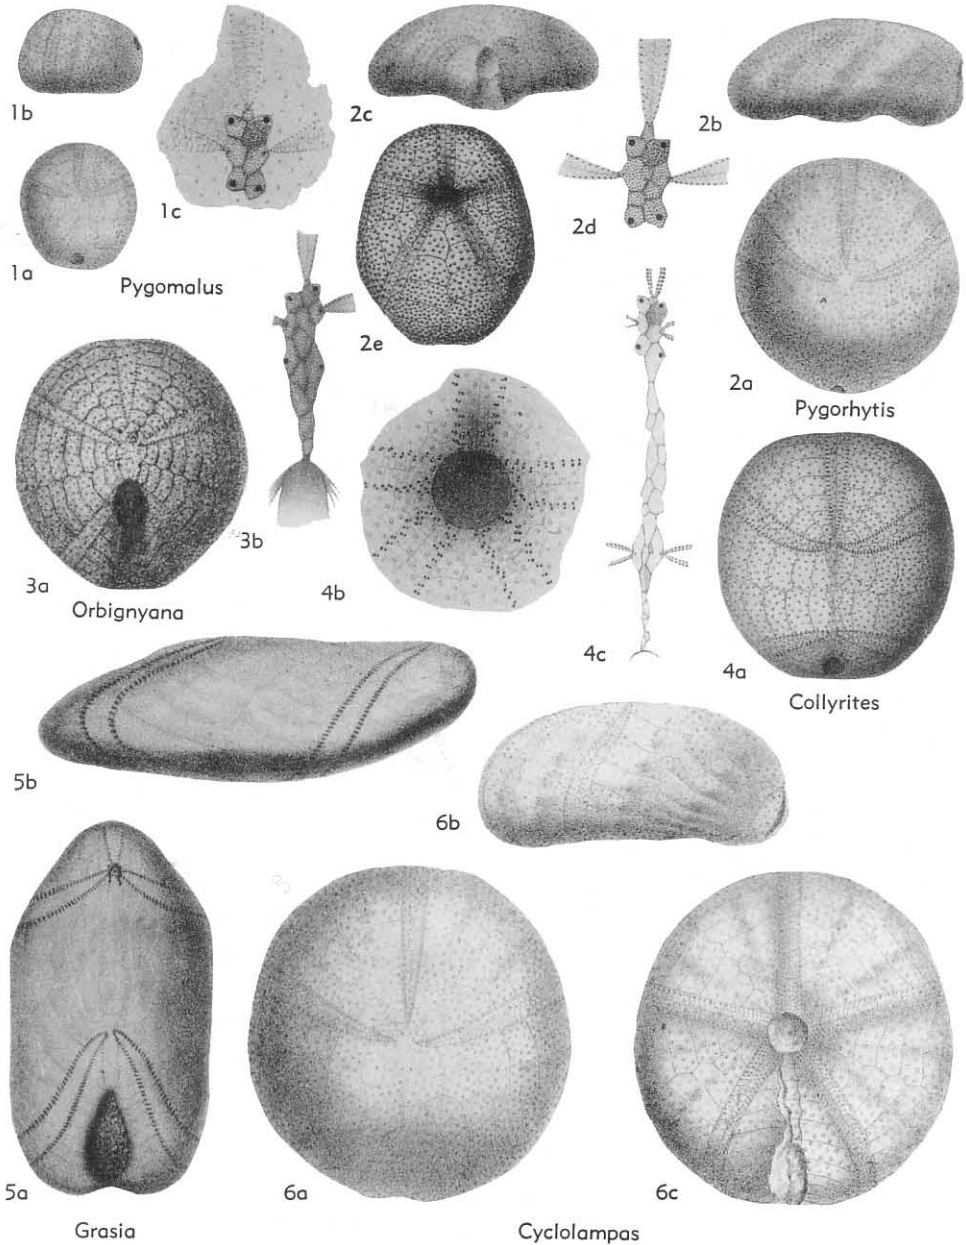 1b
1c
2c
2d
2b
1a
Pygomalus
2e
2a
Pygorhytis
3a
3b
Orbignyana
4b
4c
4a
Collyrites
5b
6b
5a
6a
6c
Grasia
Cyclolampas